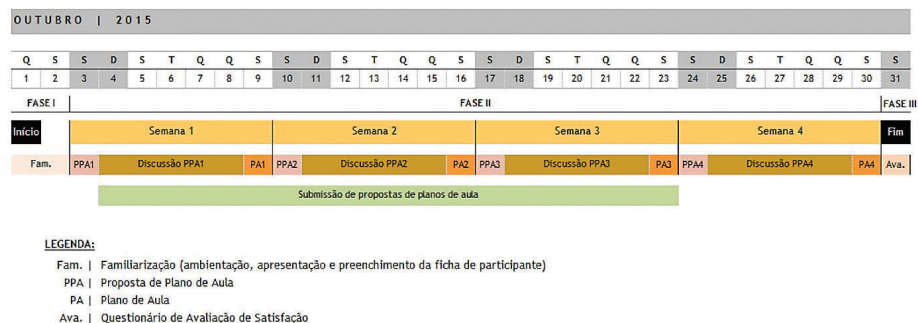 OUTUBRO | 2015
Q S S D S T Q Q S S D S T Q Q S S D S T Q Q S S D S T Q Q S S
1 2 3 4 5 6 7 8 9 10 11 12 13 14 15 16 17 18 19 20 21 22 23 24 25 26 27 28 29 30 31
FASE I FASE II FASE III
Início Semana 1 Semana 2 Semana 3 Semana 4 Fim
Fam. PPA1 Discussão PPA1 PA1 PPA2 Discussão PPA2 PA2 PPA3 Discussão PPA3 PA3 PPA4 Discussão PPA4 PA4 Ava.
Submissão de propostas de planos de aula
LEGENDA:
Fam. | Familiarização (ambientação, apresentação e preenchimento da ficha de participante)
PPA | Proposta de Plano de Aula
PA | Plano de Aula
Ava. | Questionário de Avaliação de Satisfação